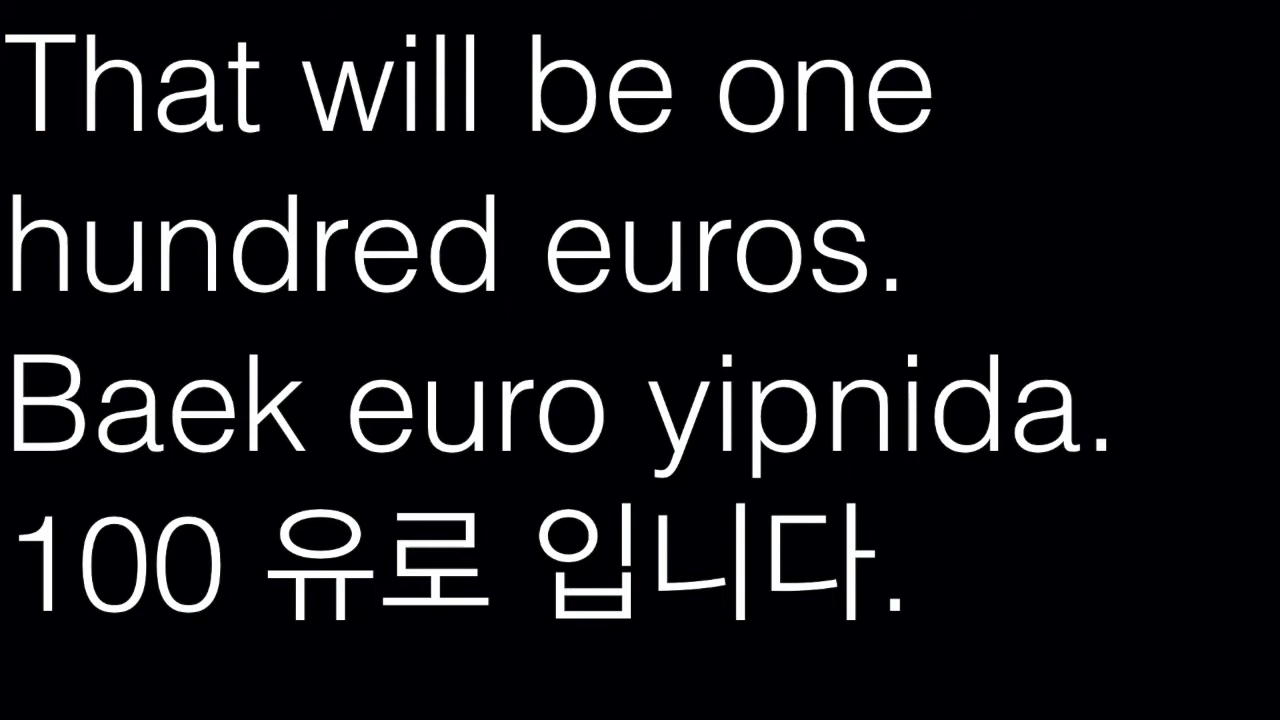 That will be one
hundred euros.
Baek euro yipnida.
100 유로 입니다.